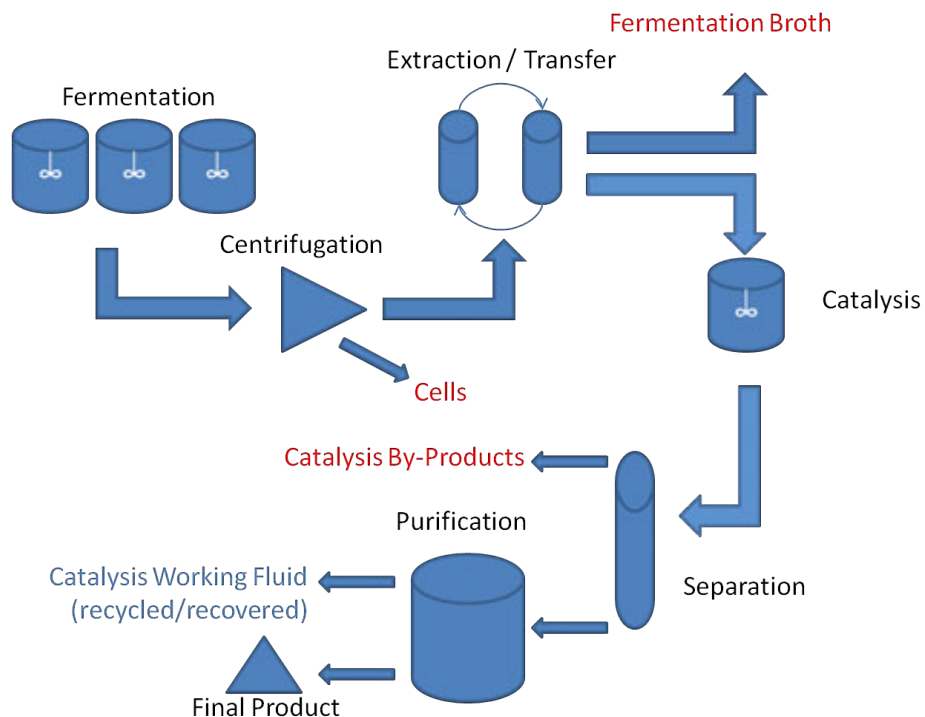 Fermentation Broth
Extraction / Transfer
Fermentation
Centrifugation
Catalysis
Cells
Catalysis By-Products
Purification
Catalysis Working Fluid
(recycled/recovered)
Separation
Final Product